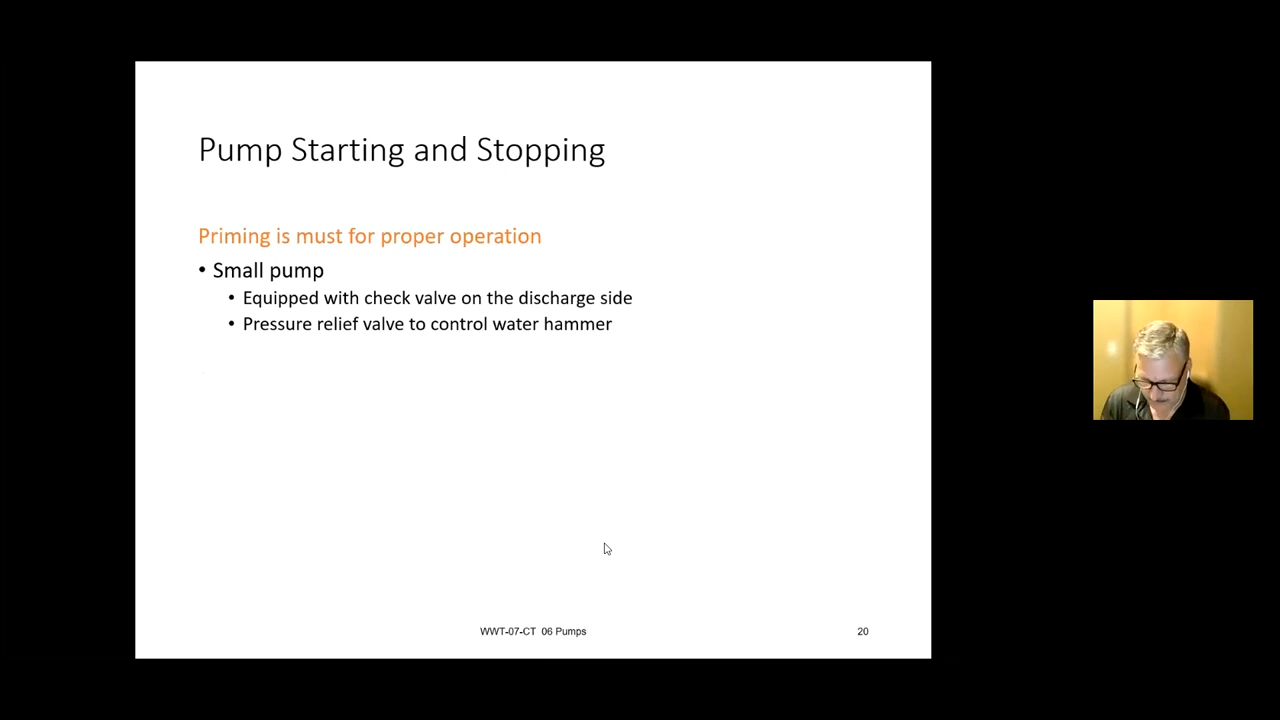 Pump Starting and Stopping
Priming is must for proper operation
• Small pump
• Equipped with check valve on the discharge side
• Pressure relief valve to control water hammer
WWT-07-CT 06 Pumps
20